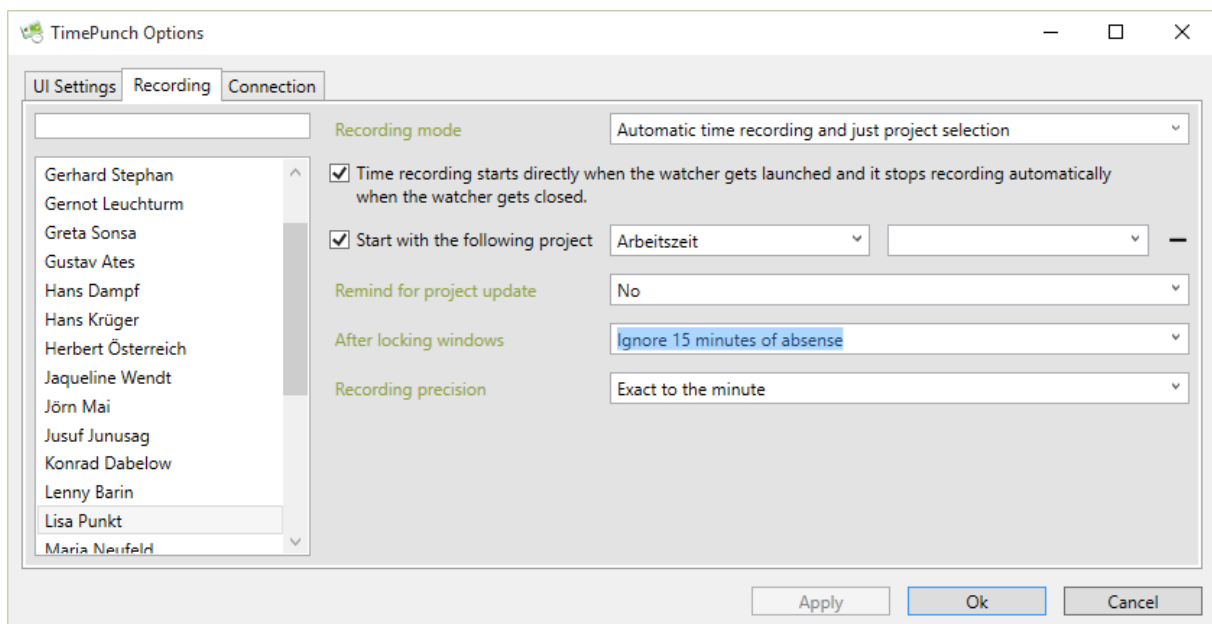 TimePunch Options
UI Settings
Recording
Connection
Gerhard Stephan
Gernot Leuchturm
Greta Sonsa
Gustav Ates
Hans Dampf
Hans Krüger
Herbert Österreich
Jaqueline Wendt
Jörn Mai
Jusuf Junusag
Konrad Dabelow
Lenny Barin
Lisa Punkt
Maria Neufeld
Recording mode
Automatic time recording and just project selection
Time recording starts directly when the watcher gets launched and it stops recording automatically
when the watcher gets closed.
Start with the following project
Arbeitszeit
Remind for project update
No
After locking windows
Ignore 15 minutes of absense
Recording precision
Exact to the minute
Apply
Ok
Cancel